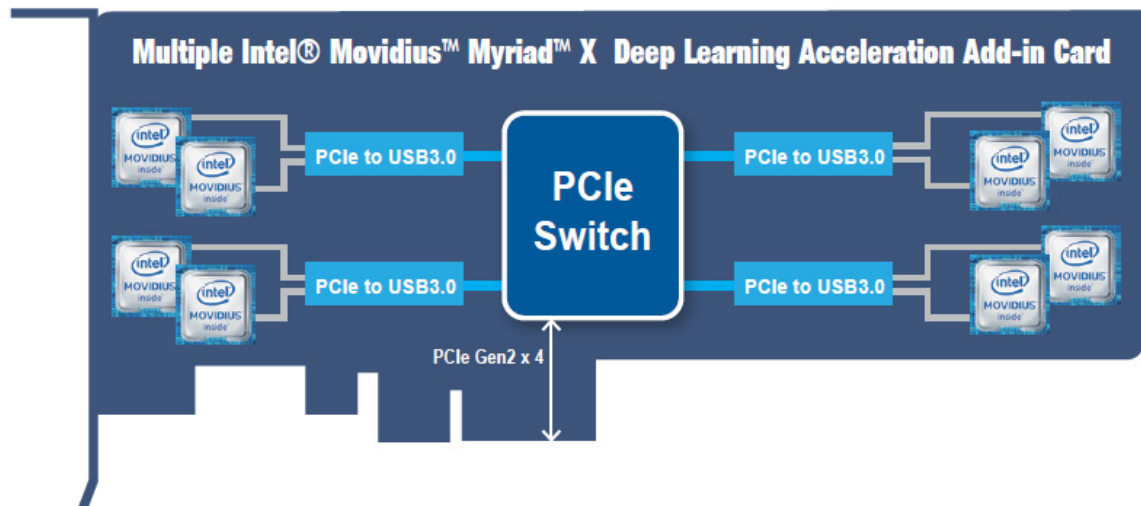 Multiple Intel® Movidius™ Myriad™ X Deep Learning Acceleration Add-in Card
intel
MOVIDIUS
inside
intel
MOVIDIUS
inside
PCIe to USB3.0
PCIe
Switch
PCIe to USB3.0
intel
MOVIDIUS
inside
intel
MOVIDIUS
inside
intel
MOVIDIUS
inside
intel
MOVIDIUS
inside
PCIe to USB3.0
PCIe to USB3.0
intel
MOVIDIUS
inside
intel
MOVIDIUS
inside
PCIe Gen2 x 4